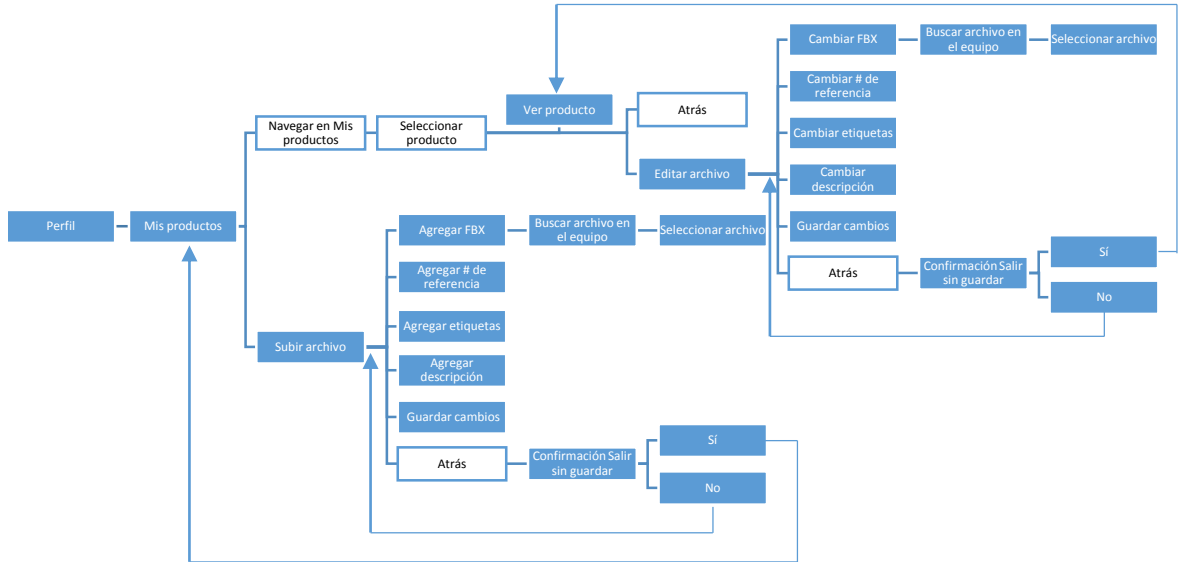 Cambiar FBX
Buscar archivo en
el equipo
Seleccionar archivo
Cambiar # de
referencia
Ver producto
Atrás
Navegar en Mis
productos
Seleccionar
producto
Cambiar etiquetas
Editar archivo
Cambiar
descripción
Perfil
Mis productos
Guardar cambios
Atrás
Confirmación Salir
sin guardar
Sí
No
Agregar FBX
Buscar archivo en
el equipo
Seleccionar archivo
Agregar # de
referencia
Agregar etiquetas
Subir archivo
Agregar
descripción
Guardar cambios
Atrás
Confirmación Salir
sin guardar
Sí
No